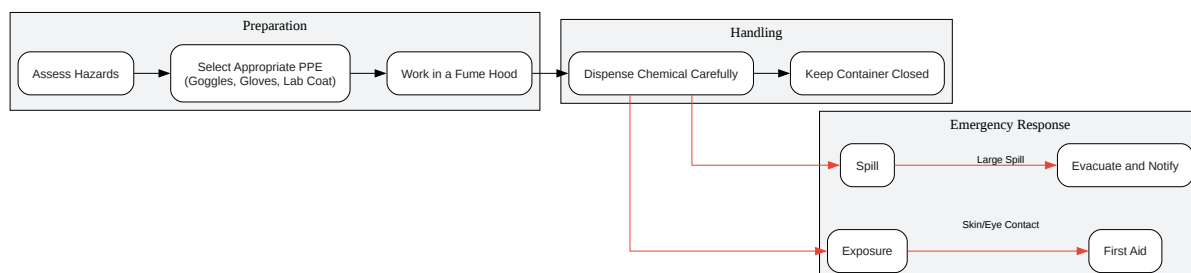 Preparation
Assess Hazards
Select Appropriate PPE
(Goggles, Gloves, Lab Coat)
Work in a Fume Hood
Handling
Dispense Chemical Carefully
Keep Container Closed
Emergency Response
Spill
Large Spill
Evacuate and Notify
Exposure
Skin/Eye Contact
First Aid